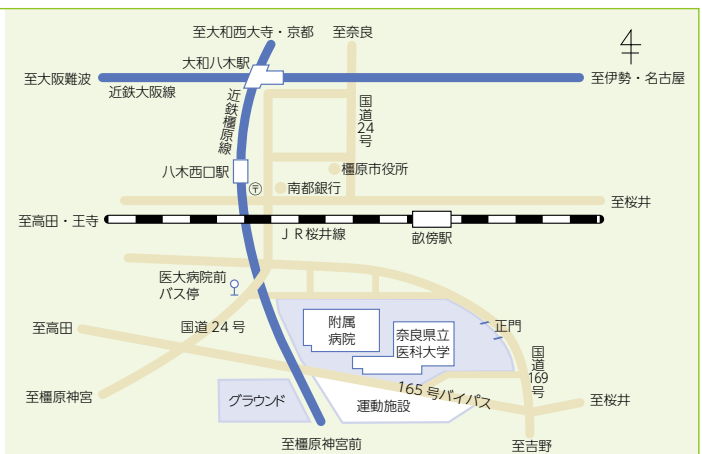 至大和西大寺・京都
至奈良
大和八木駅
至大阪難波
至伊勢・名古屋
近鉄大阪線
近鉄橿原線
国道24号
八木西口駅
橿原市役所
〒
南都銀行
至桜井
至高田・王寺
JR桜井線
畝傍駅
医大病院前
バス停
国道24号
附属
病院
奈良県立
医科大学
正門
至高田
国道169号
165号バイパス
至橿原神宮
グラウンド
運動施設
至桜井
至橿原神宮前
至吉野
4